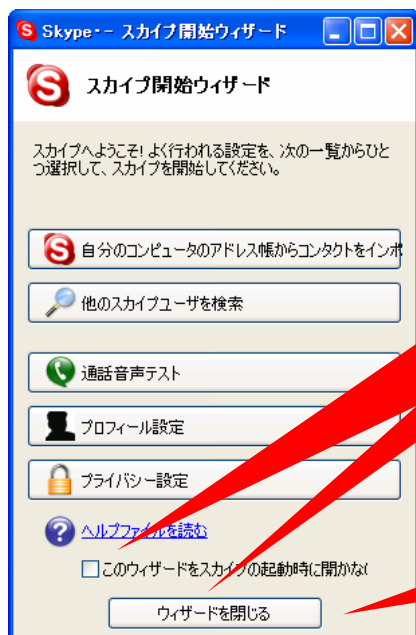 Skype™ - スカイプ開始ウィザード
スカイプ開始ウィザード
スカイプへようこそ! よく行われる設定を、次の一覧からひと
つ選択して、スカイプを開始してください。
自分のコンピュータのアドレス帳からコンタクトをインポ
他のスカイプユーザを検索
通話音声テスト
プロフィール設定
プライバシー設定
ヘルプファイルを読む
このウィザードをスカイプの起動時に開かな
ウィザードを閉じる